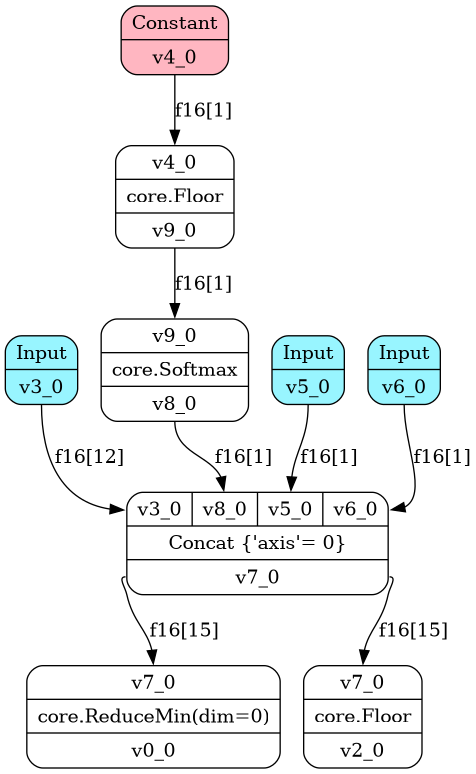 Constant
v4_0
f16[1]
v4_0
core.Floor
v9_0
f16[1]
Input
v3_0
v9_0
core.Softmax
v8_0
Input
v5_0
Input
v6_0
f16[12]
f16[1]
f16[1]
f16[1]
v3_0 v8_0 v5_0 v6_0
Concat {'axis'= 0}
v7_0
f16[15]
f16[15]
v7_0
core.ReduceMin(dim=0)
v0_0
v7_0
core.Floor
v2_0